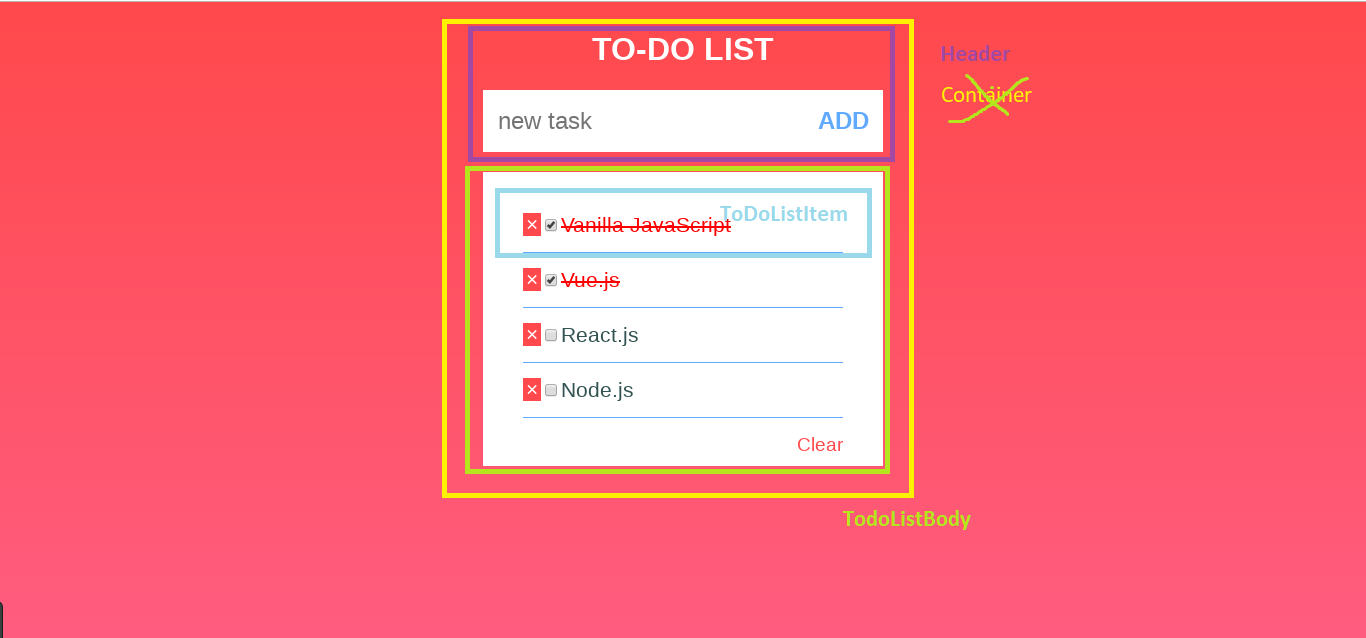 TO-DO LIST
Header
Container
new task ADD
ToDoListItem
× Vanilla JavaScript
× Vue.js
× React.js
× Node.js
Clear
TodoListBody